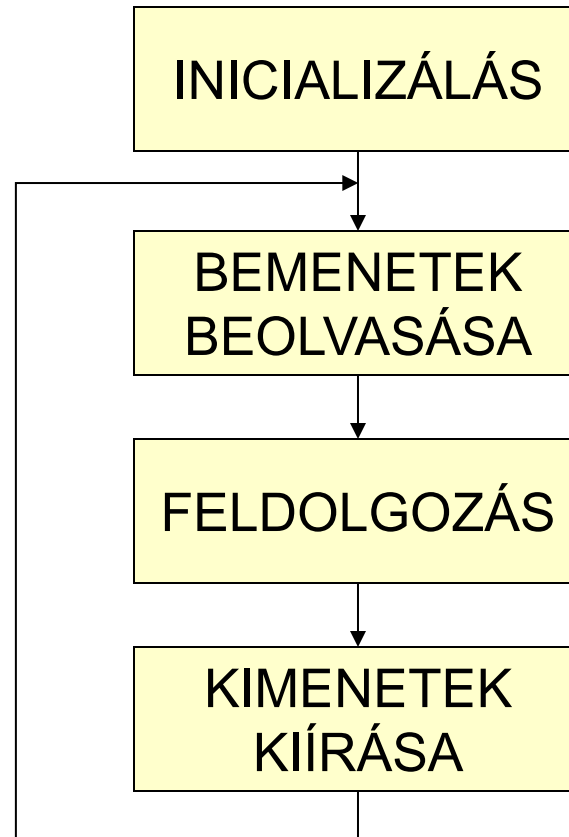 INICIALIZÁLÁS
BEMENETEK
BEOLVASÁSA
FELDOLGOZÁS
KIMENETEK
KIÍRÁSA